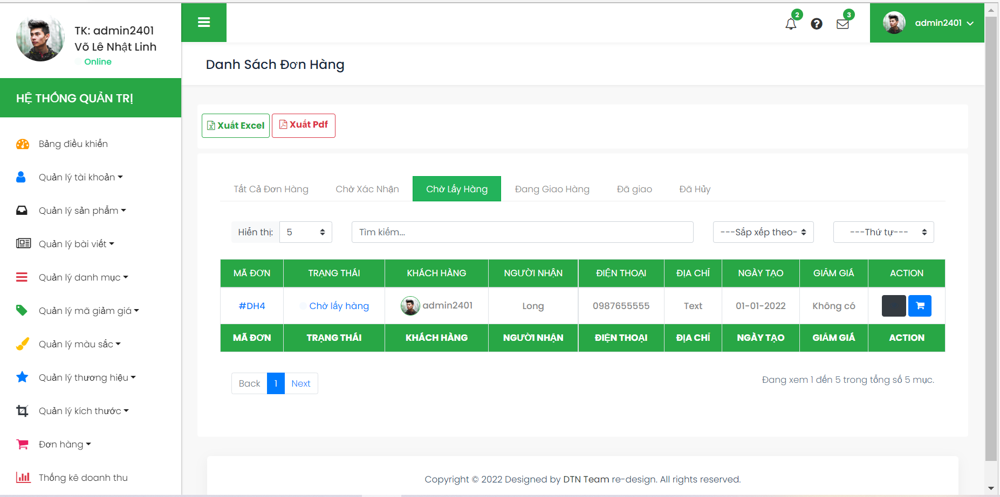 TK: admin2401
Võ Lê Nhật Linh
Online
HỆ THỐNG QUẢN TRỊ
Bảng điều khiển
Quản lý tài khoản
Quản lý sản phẩm
Quản lý bài viết
Quản lý danh mục
Quản lý mã giảm giá
Quản lý màu sắc
Quản lý thương hiệu
Quản lý kích thước
Đơn hàng
Thống kê doanh thu
2
3
admin2401
Danh Sách Đơn Hàng
Xuất Excel
Xuất Pdf
Tất Cả Đơn Hàng
Chờ Xác Nhận
Chờ Lấy Hàng
Đang Giao Hàng
Đã giao
Đã Hủy
Hiển thị:
5
Tìm kiếm...
---Sắp xếp theo-
---Thứ tự---
MÃ ĐƠN TRẠNG THÁI KHÁCH HÀNG NGƯỜI NHẬN ĐIỆN THOẠI ĐỊA CHỈ NGÀY TẠO GIẢM GIÁ ACTION
#DH4 Chờ lấy hàng admin2401 Long 0987655555 Text 01-01-2022 Không có
MÃ ĐƠN TRẠNG THÁI KHÁCH HÀNG NGƯỜI NHẬN ĐIỆN THOẠI ĐỊA CHỈ NGÀY TẠO GIẢM GIÁ ACTION
Back 1 Next
Đang xem 1 đến 5 trong tổng số 5 mục.
Copyright © 2022 Designed by DTN Team re-design. All rights reserved.